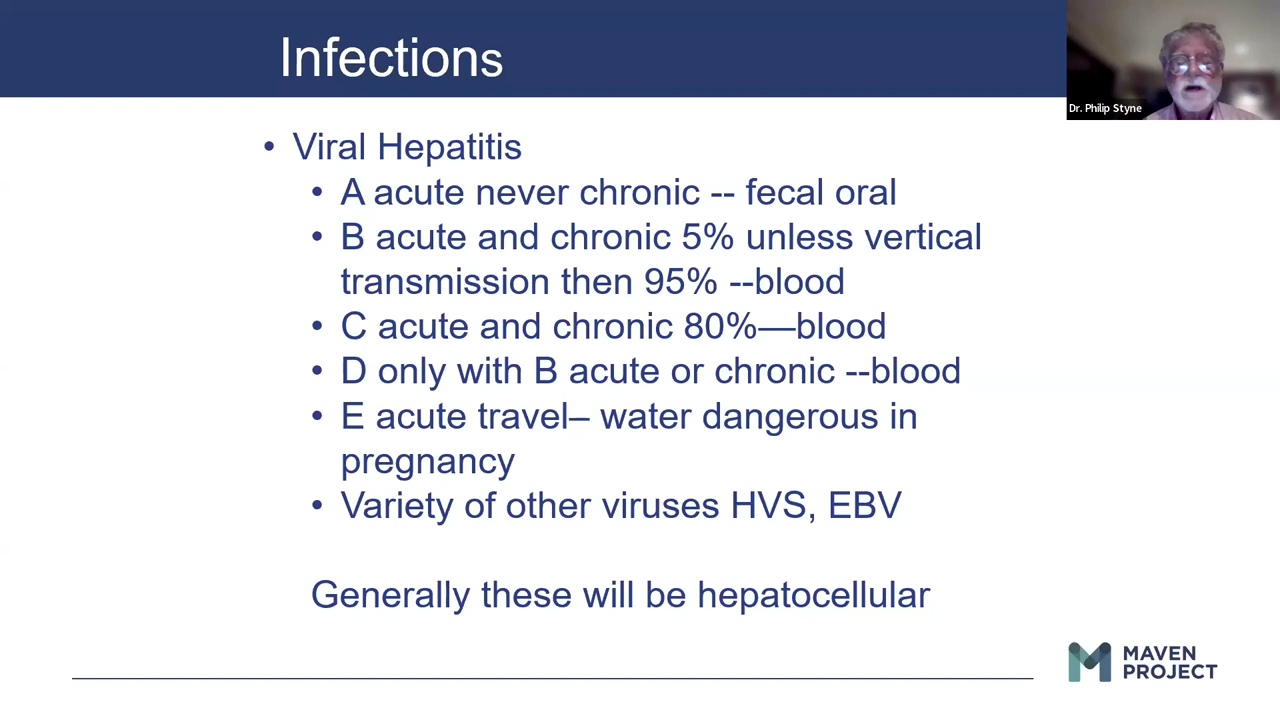 Infections
Dr. Philip Styne
• Viral Hepatitis
• A acute never chronic -- fecal oral
• B acute and chronic 5% unless vertical
transmission then 95% --blood
• C acute and chronic 80%—blood
• D only with B acute or chronic --blood
• E acute travel– water dangerous in
pregnancy
• Variety of other viruses HVS, EBV
Generally these will be hepatocellular
MAVEN
PROJECT